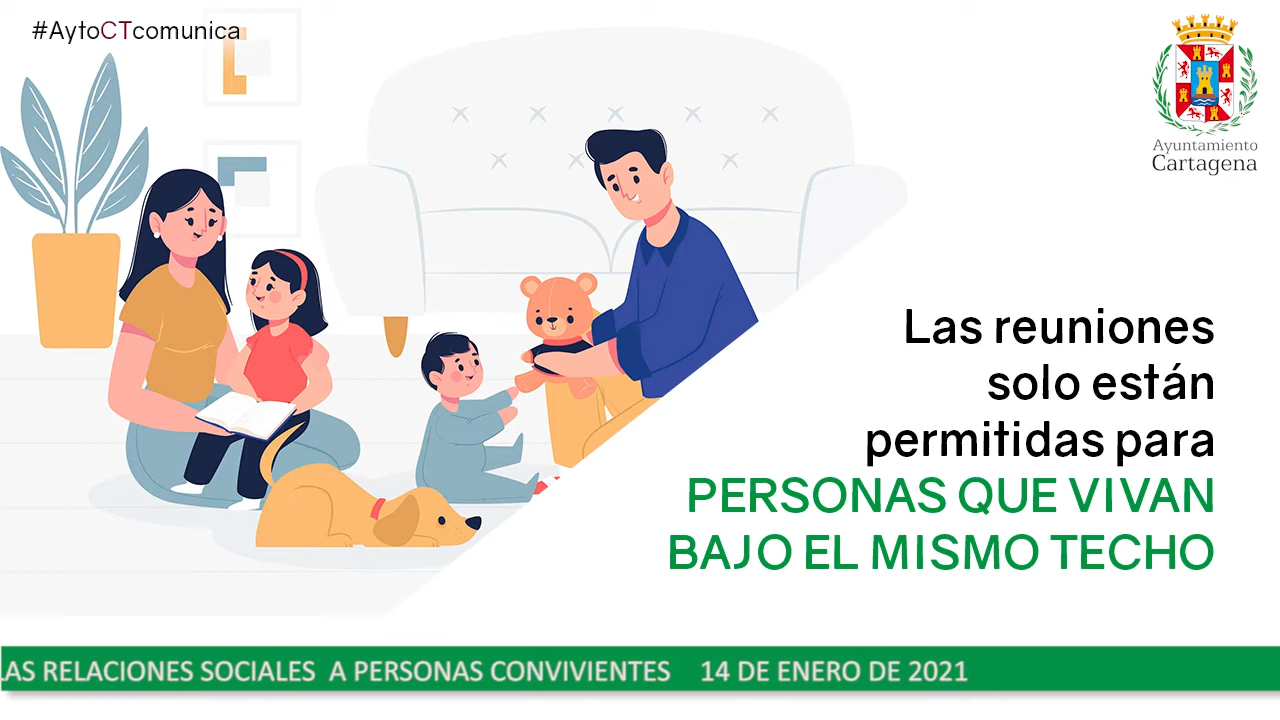 #AytoCTcomunica
Ayuntamiento
Cartagena
Las reuniones
solo están
permitidas para
PERSONAS QUE VIVAN
BAJO EL MISMO TECHO
AS RELACIONES SOCIALES A PERSONAS CONVIVIENTES 14 DE ENERO DE 2021